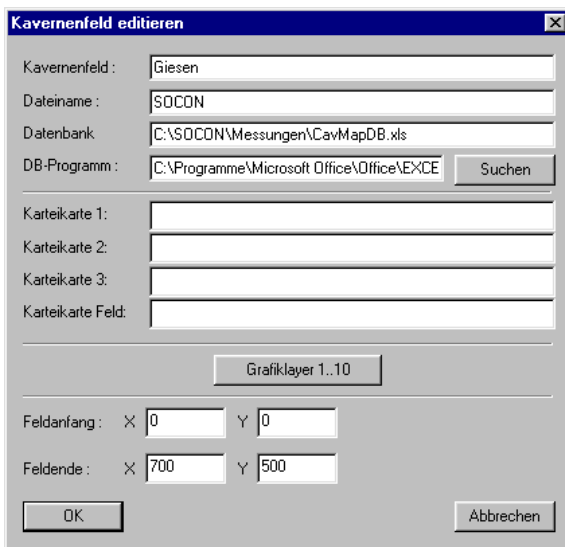 Kavernenfeld editieren
Kavernenfeld : Giesen
Dateiname : SOCON
Datenbank C:\SOCON\Messungen\CavMapDB.xls
DB-Programm : C:\Programme\Microsoft Office\Office\EXCE Suchen
Karteikarte 1:
Karteikarte 2:
Karteikarte 3:
Karteikarte Feld:
Grafiklayer 1..10
Feldanfang : X 0 Y 0
Feldende : X 700 Y 500
OK Abbrechen